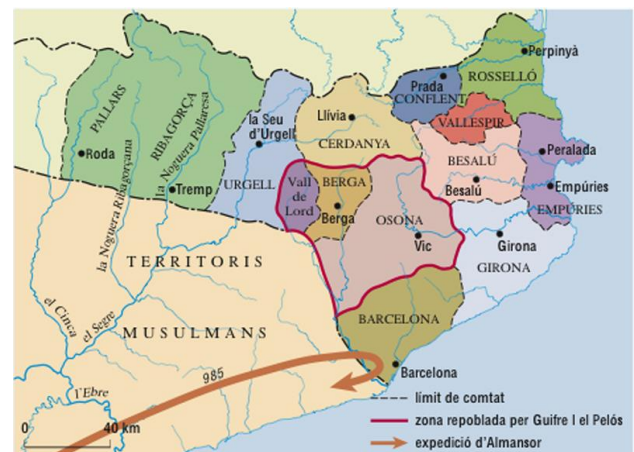 Perpinyà
ROSSELLÓ
Prada
CONFLENT
VALLESPIR
PALLARS
RIBAGORÇA
la Noguera Pallaresa
Roda
la Noguera Ribagorçana
Tremp
la Seu
d'Urgell
URGELL
Llívia
CERDANYA
Vall
de
Lord
BERGA
Berga
BESALÚ
Besalú
Peralada
Empúries
EMPÚRIES
OSONA
Vic
Girona
GIRONA
TERRITORIS
MUSULMANS
el Cinca
el Segre
l'Ebre
BARCELONA
Barcelona
985
0 40 km
límit de comtat
zona repoblada per Guifre I el Pelós
expedició d'Almansor